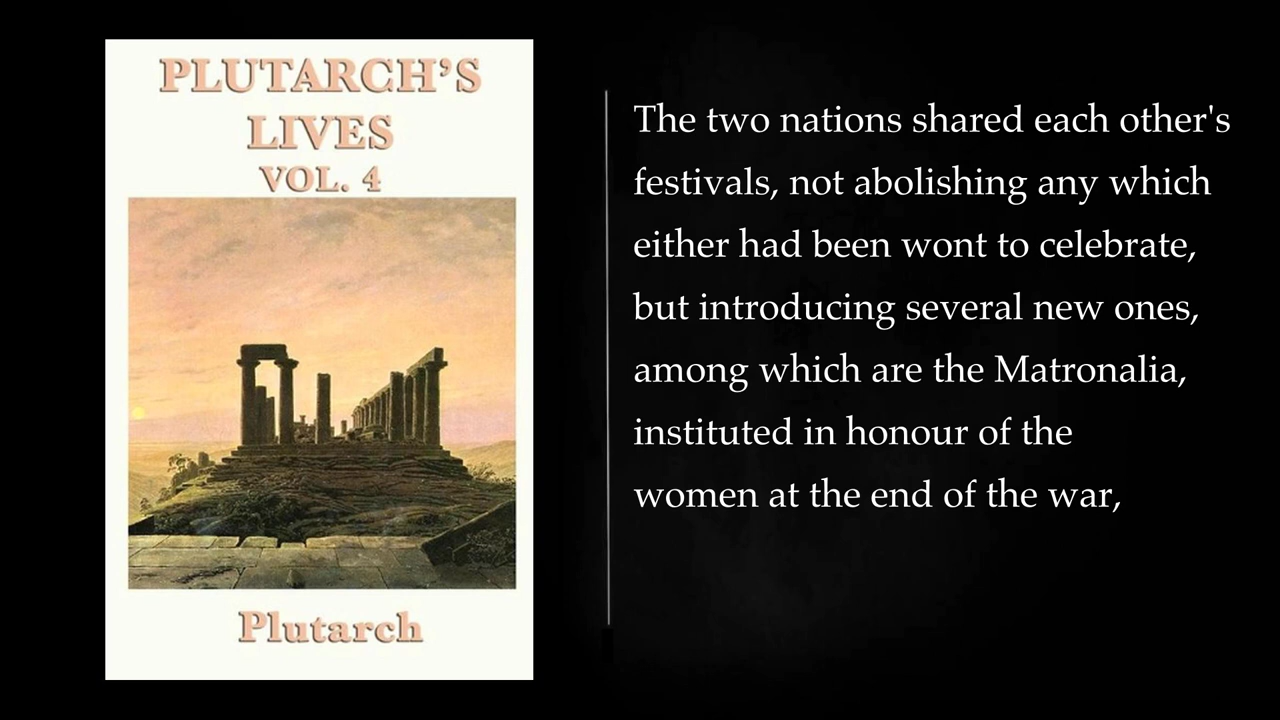 PLUTARCH'S
LIVES
VOL. 4
Plutarch
The two nations shared each other's
festivals, not abolishing any which
either had been wont to celebrate,
but introducing several new ones,
among which are the Matronalia,
instituted in honour of the
women at the end of the war,